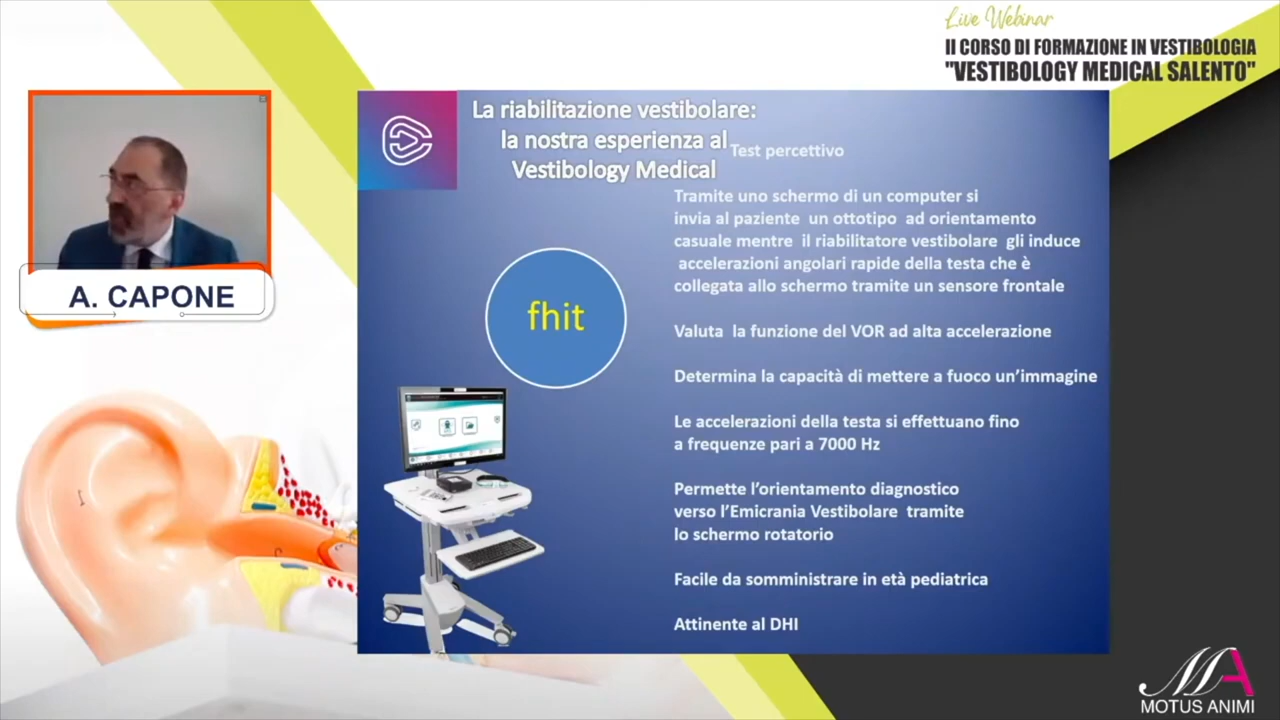 Live Webinar
II CORSO DI FORMAZIONE IN VESTIBOLOGIA
"VESTIBOLOGY MEDICAL SALENTO"
A. CAPONE
La riabilitazione vestibolare:
la nostra esperienza al
Vestibology Medical
Test percettivo
Tramite uno schermo di un computer si
invia al paziente un ottotipo ad orientamento
casuale mentre il riabilitatore vestibolare gli induce
accelerazioni angolari rapide della testa che è
collegata allo schermo tramite un sensore frontale
fhit
Valuta la funzione del VOR ad alta accelerazione
Determina la capacità di mettere a fuoco un'immagine
Le accelerazioni della testa si effettuano fino
a frequenze pari a 7000 Hz
Permette l'orientamento diagnostico
verso l'Emicrania Vestibolare tramite
lo schermo rotatorio
Facile da somministrare in età pediatrica
Attinente al DHI
MA
MOTUS ANIMI